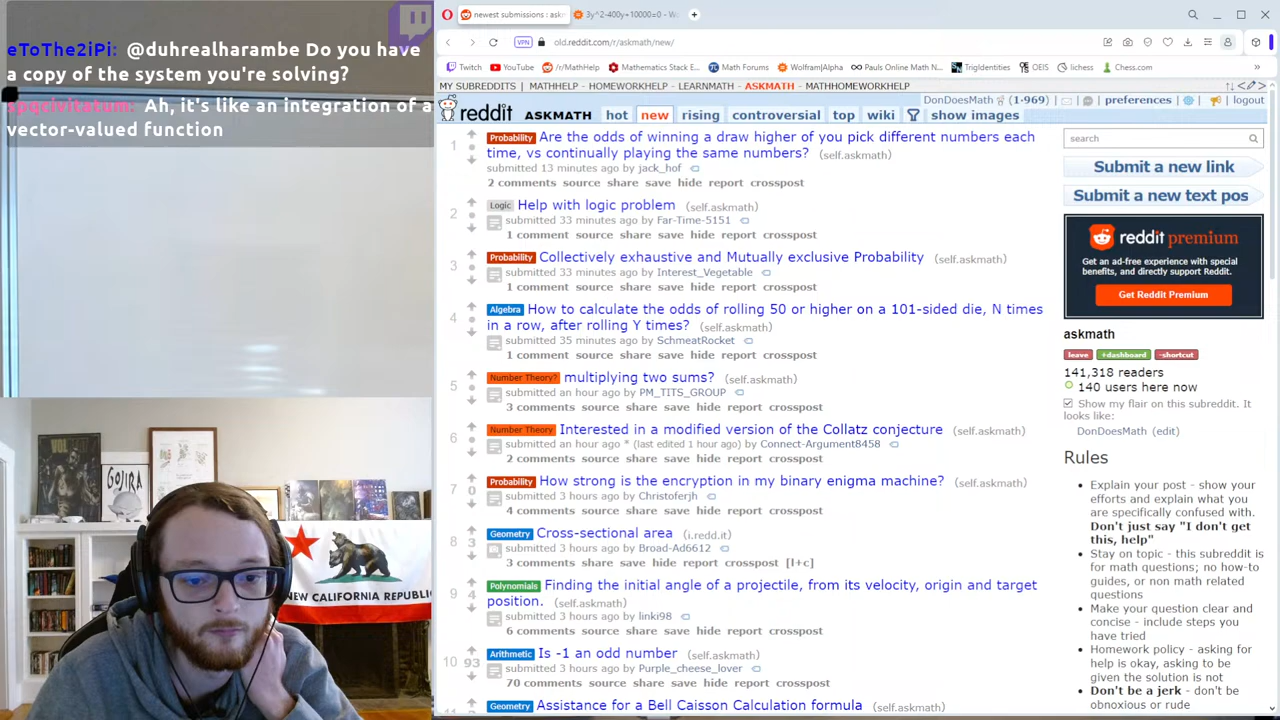 eToThe2iPi: @duhrealharambe Do you have
a copy of the system you're solving?
spqcivitatum: Ah, it's like an integration of a
vector-valued function
GOJIRA
NEW CALIFORNIA REPUBLIC
newest submissions : ask
3y^2-400y+10000=0 - Wo
VPN
old.reddit.com/r/askmath/new/
Twitch
YouTube
/r/MathHelp
Mathematics Stack E...
Math Forums
Wolfram|Alpha
Pauls Online Math N...
TrigIdentities
OEIS
lichess
Chess.com
MY SUBREDDITS | MATHHELP - HOMEWORKHELP - LEARNMATH - ASKMATH - MATHHOMEWORKHELP
DonDoesMath (1·969) | | preferences | | | logout
reddit ASKMATH hot new rising controversial top wiki show images
1
Probability Are the odds of winning a draw higher of you pick different numbers each
time, vs continually playing the same numbers? (self.askmath)
submitted 13 minutes ago by jack_hof
2 comments source share save hide report crosspost
2
Logic Help with logic problem (self.askmath)
submitted 33 minutes ago by Far-Time-5151
1 comment source share save hide report crosspost
3
Probability Collectively exhaustive and Mutually exclusive Probability (self.askmath)
submitted 33 minutes ago by Interest_Vegetable
1 comment source share save hide report crosspost
4
Algebra How to calculate the odds of rolling 50 or higher on a 101-sided die, N times
in a row, after rolling Y times? (self.askmath)
submitted 35 minutes ago by SchmeatRocket
1 comment source share save hide report crosspost
5
Number Theory? multiplying two sums? (self.askmath)
submitted an hour ago by PM_TITS_GROUP
3 comments source share save hide report crosspost
6
Number Theory Interested in a modified version of the Collatz conjecture (self.askmath)
submitted an hour ago * (last edited 1 hour ago) by Connect-Argument8458
2 comments source share save hide report crosspost
7
0
Probability How strong is the encryption in my binary enigma machine? (self.askmath)
submitted 3 hours ago by Christoferjh
4 comments source share save hide report crosspost
8
3
Geometry Cross-sectional area (i.redd.it)
submitted 3 hours ago by Broad-Ad6612
3 comments share save hide report crosspost [l+c]
9
4
Polynomials Finding the initial angle of a projectile, from its velocity, origin and target
position. (self.askmath)
submitted 3 hours ago by linki98
6 comments source share save hide report crosspost
10
93
Arithmetic Is -1 an odd number (self.askmath)
submitted 3 hours ago by Purple_cheese_lover
70 comments source share save hide report crosspost
Geometry Assistance for a Bell Caisson Calculation formula (self.askmath)
search
Submit a new link
Submit a new text pos
reddit premium
Get an ad-free experience with special
benefits, and directly support Reddit.
Get Reddit Premium
askmath
leave +dashboard -shortcut
141,318 readers
140 users here now
Show my flair on this subreddit. It
looks like:
DonDoesMath (edit)
Rules
Explain your post - show your
efforts and explain what you
are specifically confused with.
Don't just say "I don't get
this, help"
Stay on topic - this subreddit is
for math questions; no how-to
guides, or non math related
questions
Make your question clear and
concise - include steps you
have tried
Homework policy - asking for
help is okay, asking to be
given the solution is not
Don't be a jerk - don't be
obnoxious or rude